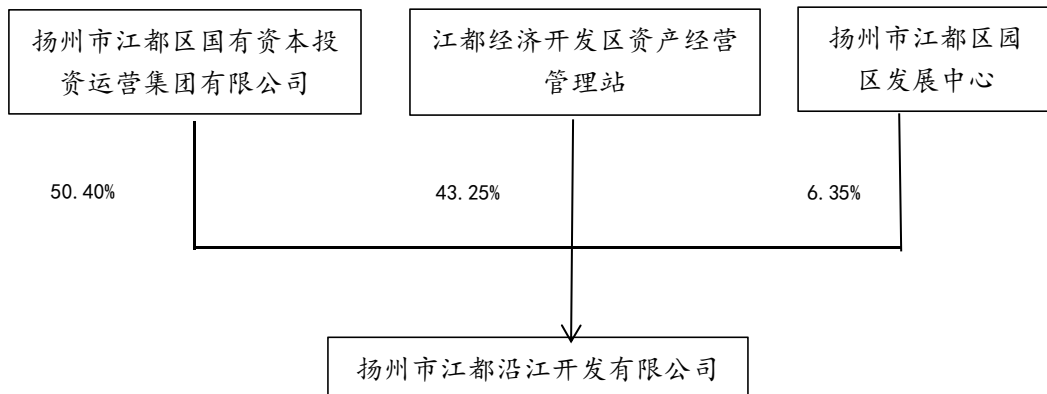 扬州市江都区国有资本投
资运营集团有限公司
江都经济开发区资产经营
管理站
扬州市江都区园
区发展中心
50.40%
43.25%
6.35%
扬州市江都沿江开发有限公司